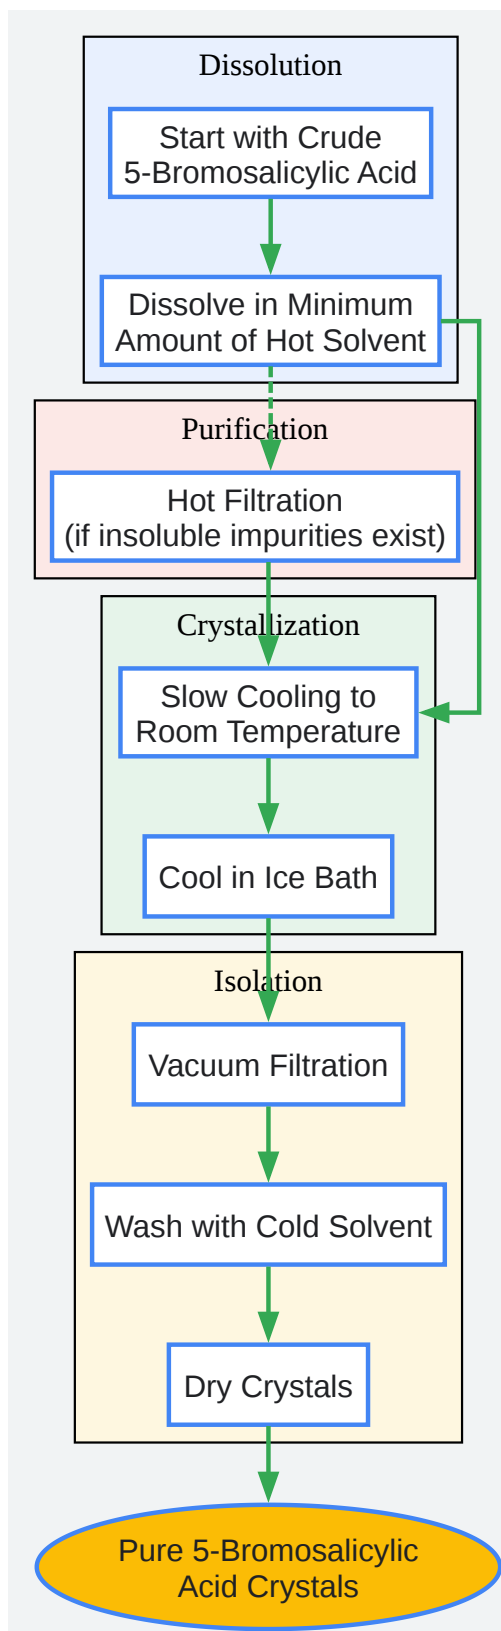 Dissolution
Start with Crude
5-Bromosalicylic Acid
Dissolve in Minimum
Amount of Hot Solvent
Purification
Hot Filtration
(if insoluble impurities exist)
Crystallization
Slow Cooling to
Room Temperature
Cool in Ice Bath
Isolation
Vacuum Filtration
Wash with Cold Solvent
Dry Crystals
Pure 5-Bromosalicylic
Acid Crystals